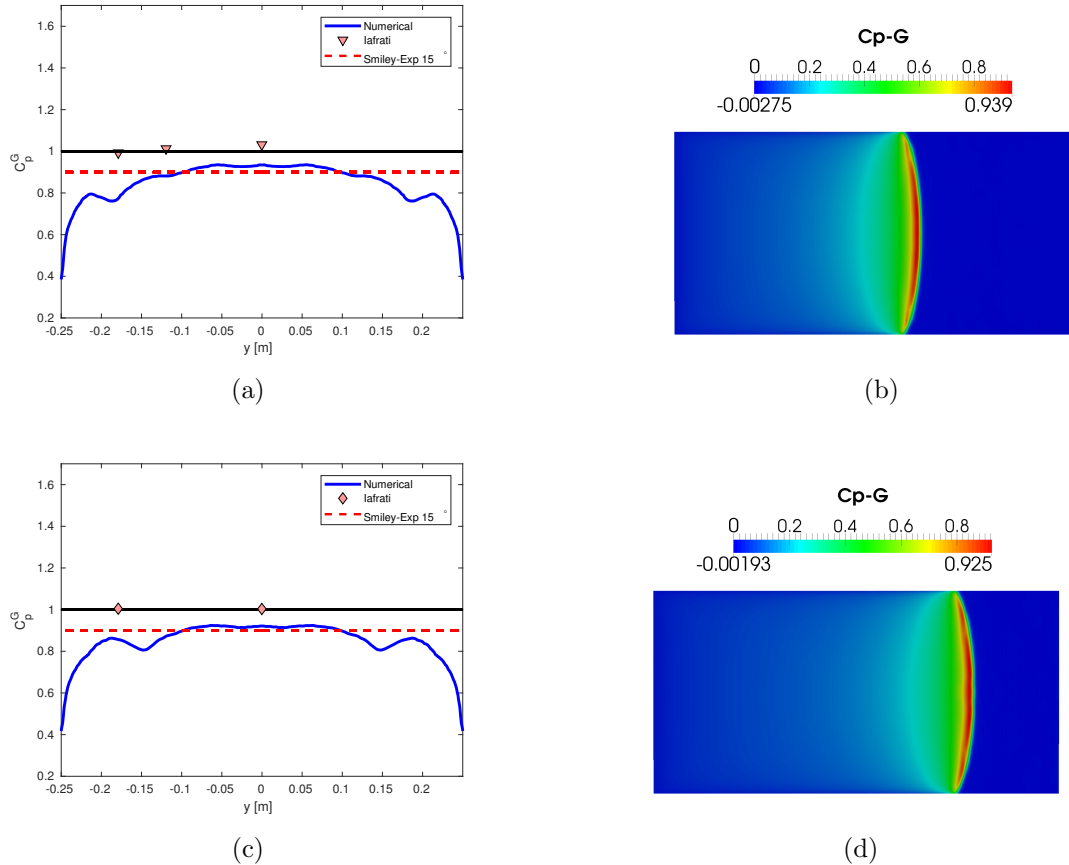 1.6
1.4
1.2
1
0.8
0.6
0.4
0.2
C_p^G
-0.25
-0.2
-0.15
-0.1
-0.05
0
0.05
0.1
0.15
0.2
y [m]
Numerical
Iafrati
Smiley-Exp 15 °
(a)
Cp-G
0 0.2 0.4 0.6 0.8
-0.00275 0.939
(b)
1.6
1.4
1.2
1
0.8
0.6
0.4
0.2
C_p^G
-0.25
-0.2
-0.15
-0.1
-0.05
0
0.05
0.1
0.15
0.2
y [m]
Numerical
Iafrati
Smiley-Exp 15 °
(c)
Cp-G
0 0.2 0.4 0.6 0.8
-0.00193 0.925
(d)